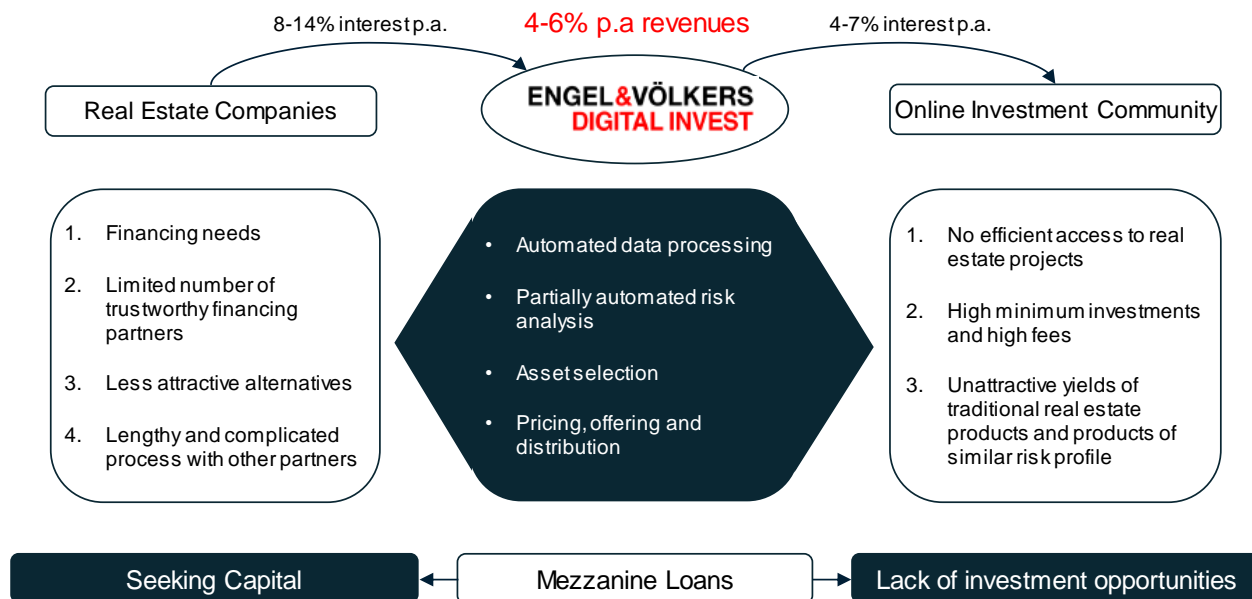 8-14% interest p.a.
4-6% p.a revenues
4-7% p.a.
Real Estate Companies
ENGEL&VÖLKERS
DIGITAL INVEST
Online Investment Community
1. Financing needs
2. Limited number of
trustworthy financing
partners
3. Less attractive alternatives
4. Lengthy and complicated
process with other partners
• Automated data processing
• Partially automated risk
analysis
• Asset selection
• Pricing, offering and
distribution
1. No efficient access to real
estate projects
2. High minimum investments
and high fees
3. Unattractive yields of
traditional real estate
products and products of
similar risk profile
Seeking Capital
Mezzanine Loans
Lack of investment opportunities